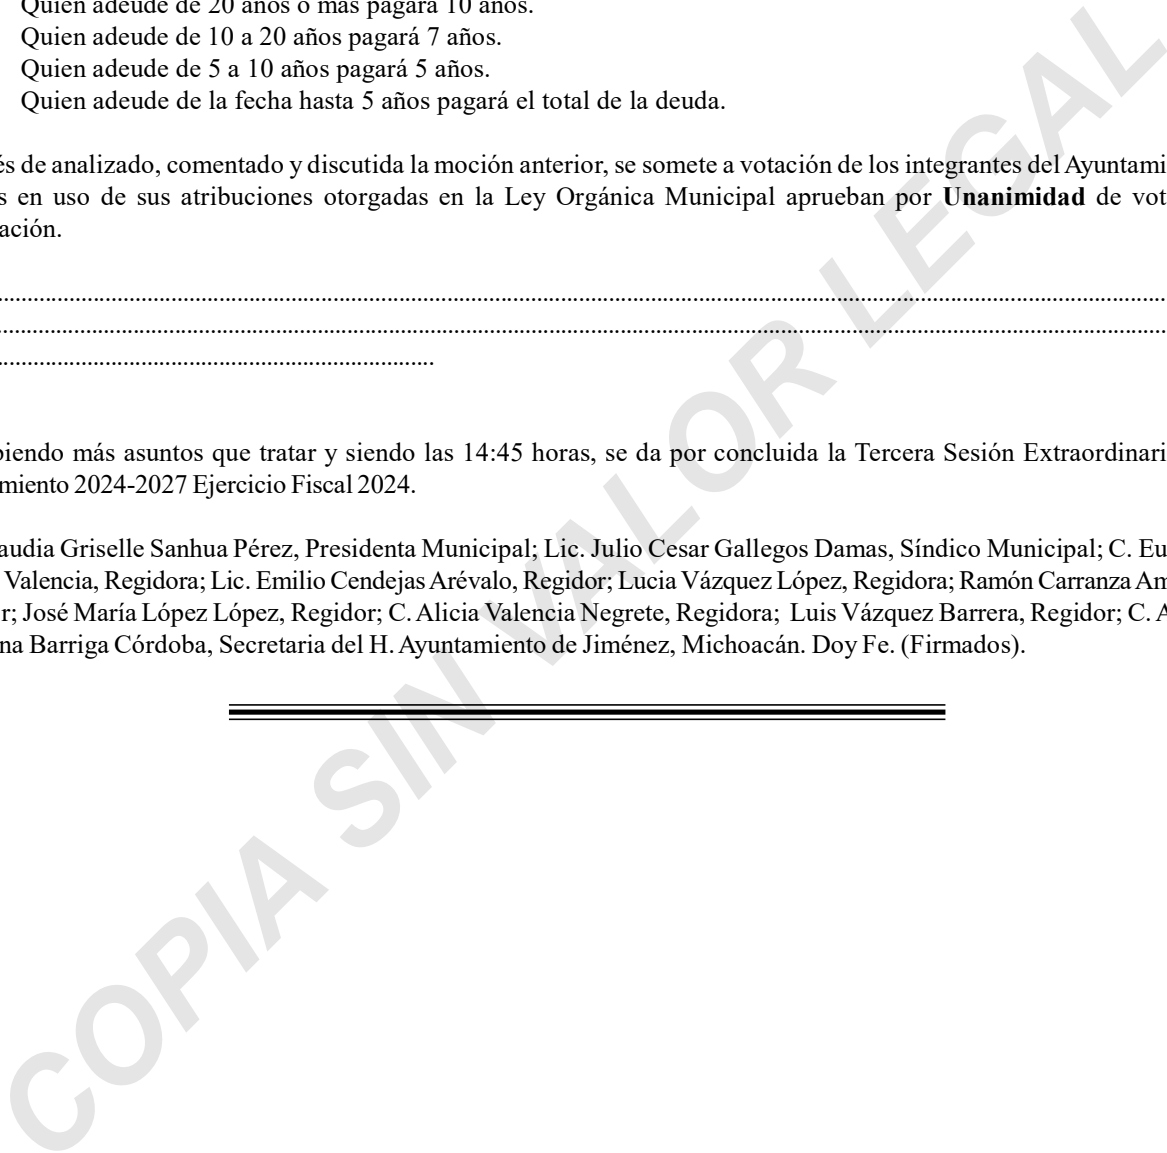 Quien adeude de 20 años o más pagará 10 años.
Quien adeude de 10 a 20 años pagará 7 años.
Quien adeude de 5 a 10 años pagará 5 años.
Quien adeude de la fecha hasta 5 años pagará el total de la deuda.
és de analizado, comentado y discutida la moción anterior, se somete a votación de los integrantes del Ayuntami
s en uso de sus atribuciones otorgadas en la Ley Orgánica Municipal aprueban por Unanimidad de vot
ación.
biendo más asuntos que tratar y siendo las 14:45 horas, se da por concluida la Tercera Sesión Extraordinari
miento 2024-2027 Ejercicio Fiscal 2024.
audia Griselle Sanhua Pérez, Presidenta Municipal; Lic. Julio Cesar Gallegos Damas, Síndico Municipal; C. Eu
Valencia, Regidora; Lic. Emilio Cendejas Arévalo, Regidor; Lucia Vázquez López, Regidora; Ramón Carranza Am
r; José María López López, Regidor; C. Alicia Valencia Negrete, Regidora; Luis Vázquez Barrera, Regidor; C. A
na Barriga Córdoba, Secretaria del H. Ayuntamiento de Jiménez, Michoacán. Doy Fe. (Firmados).
COPIA SIN VALOR LEGAL